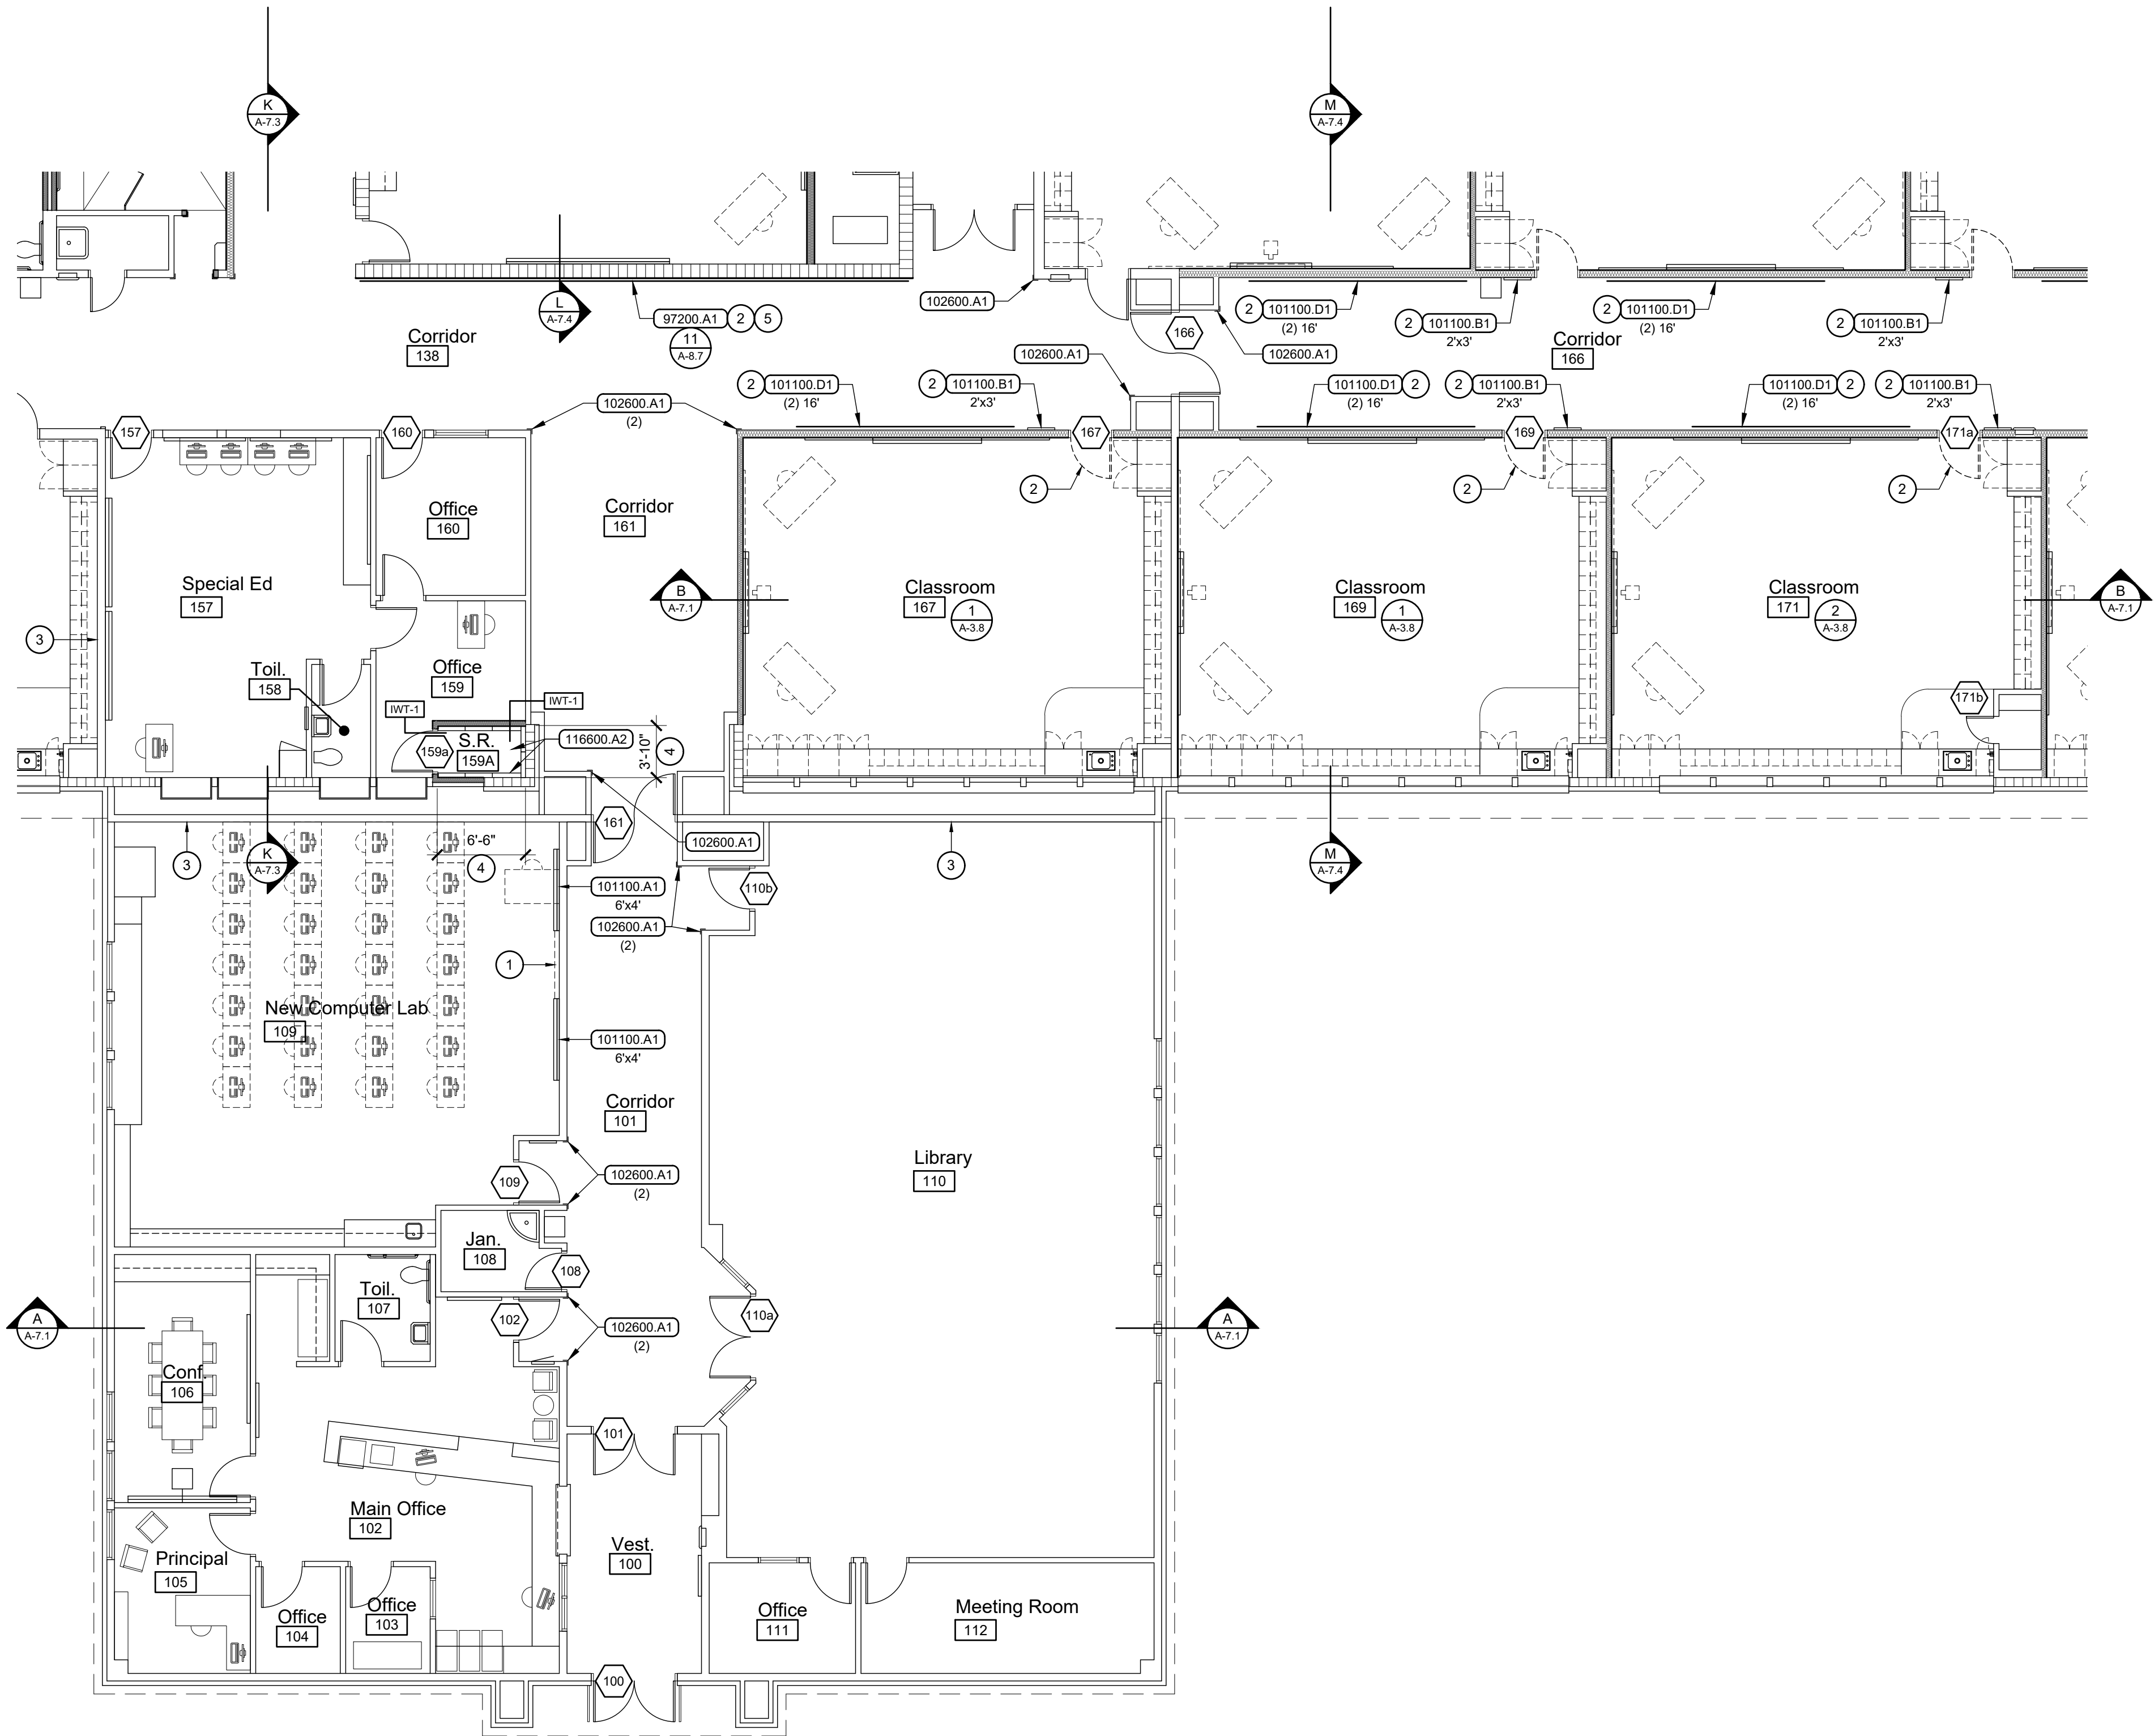 K
A-7.3
M
A-7.4
L
A-7.4
97200.A1
2
5
11
A-8.7
102600.A1
Corridor
138
166
2
101100.D1
(2) 16'
2
101100.B1
2'x3'
2
101100.D1
(2) 16'
2
101100.B1
2'x3'
102600.A1
102600.A1
Corridor
166
157
160
102600.A1
(2)
2
101100.D1
(2) 16'
2
101100.B1
2'x3'
101100.D1
2
(2) 16'
2
101100.B1
2'x3'
101100.D1
2
(2) 16'
2
101100.B1
2'x3'
167
169
171a
2
2
2
Office
160
Corridor
161
Special Ed
157
B
A-7.1
Classroom
167
1
A-3.8
Classroom
169
1
A-3.8
Classroom
171
2
A-3.8
B
A-7.1
3
Toil.
158
Office
159
IWT-1
IWT-1
159a
S.R.
159A
116600.A2
3'-10"
4
171b
161
102600.A1
3
K
A-7.3
6'-6"
4
3
M
A-7.4
101100.A1
6'x4'
110b
102600.A1
(2)
1
New Computer Lab
109
101100.A1
6'x4'
Corridor
101
Library
110
109
102600.A1
(2)
Jan.
108
108
Toil.
107
102
102600.A1
(2)
110a
A
A-7.1
A
A-7.1
Conf.
106
101
Main Office
102
Vest.
100
Principal
105
Office
104
Office
103
Office
111
Meeting Room
112
100